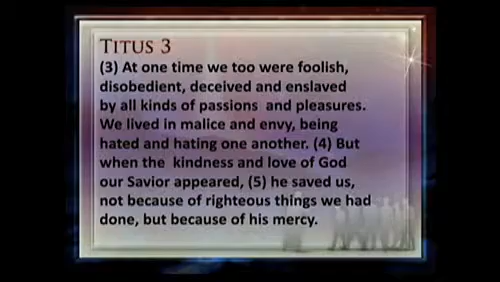 TITUS 3
(3) At one time we too were foolish,
disobedient, deceived and enslaved
by all kinds of passions and pleasures.
We lived in malice and envy, being
hated and hating one another. (4) But
when the kindness and love of God
our Savior appeared, (5) he saved us,
not because of righteous things we had
done, but because of his mercy.